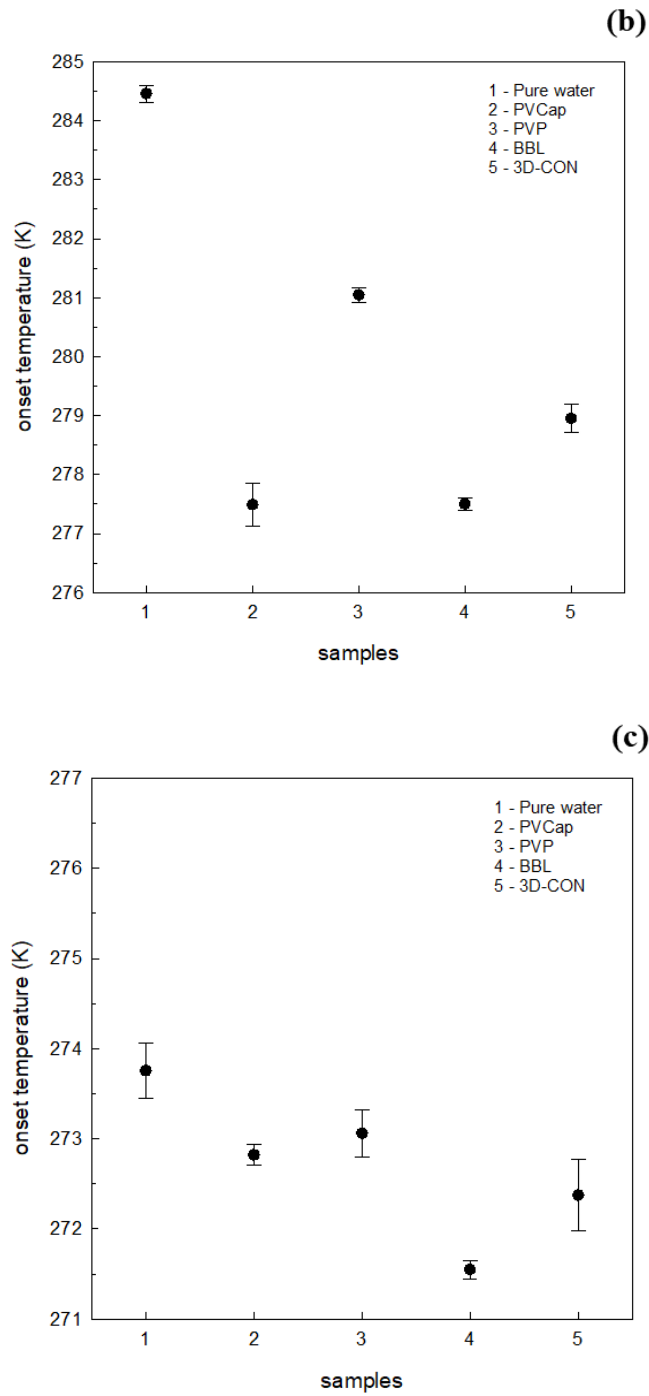 (b)
285
284
283
282
281
280
279
278
277
276
onset temperature (K)
1 - Pure water
2 - PVCap
3 - PVP
4 - BBL
5 - 3D-CON
1 2 3 4 5
samples
(c)
277
276
275
274
273
272
271
onset temperature (K)
1 - Pure water
2 - PVCap
3 - PVP
4 - BBL
5 - 3D-CON
1 2 3 4 5
samples